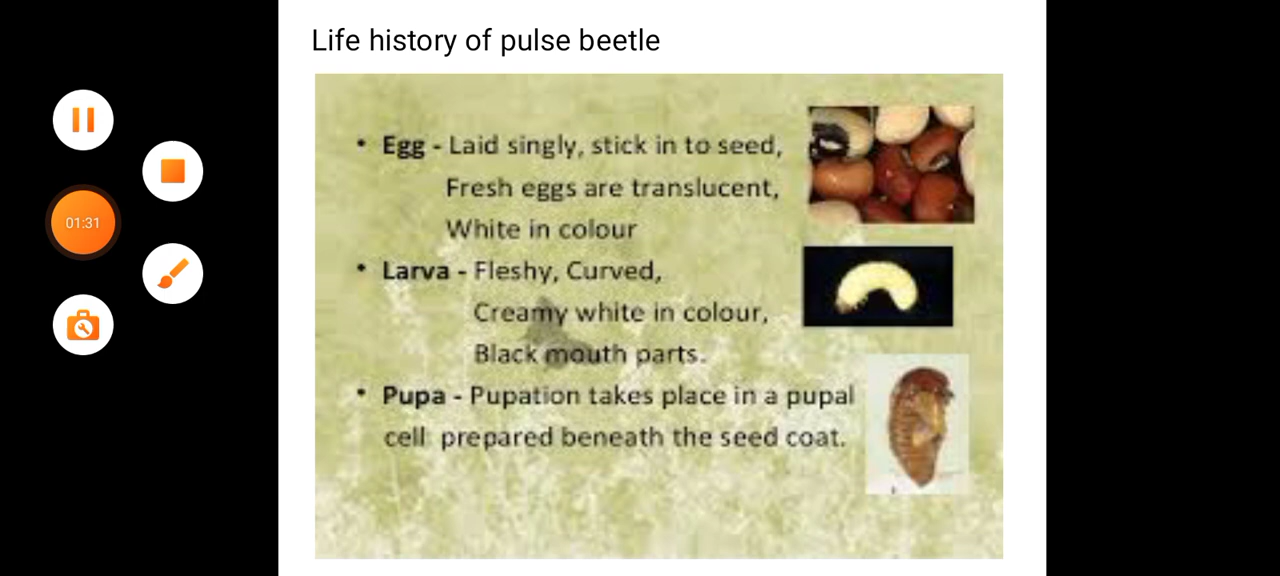 Life history of pulse beetle
01:31
• Egg - Laid singly, stick in to seed,
Fresh eggs are translucent,
White in colour
• Larva - Fleshy, Curved,
Creamy white in colour,
Black mouth parts.
• Pupa - Pupation takes place in a pupal
cell prepared beneath the seed coat.